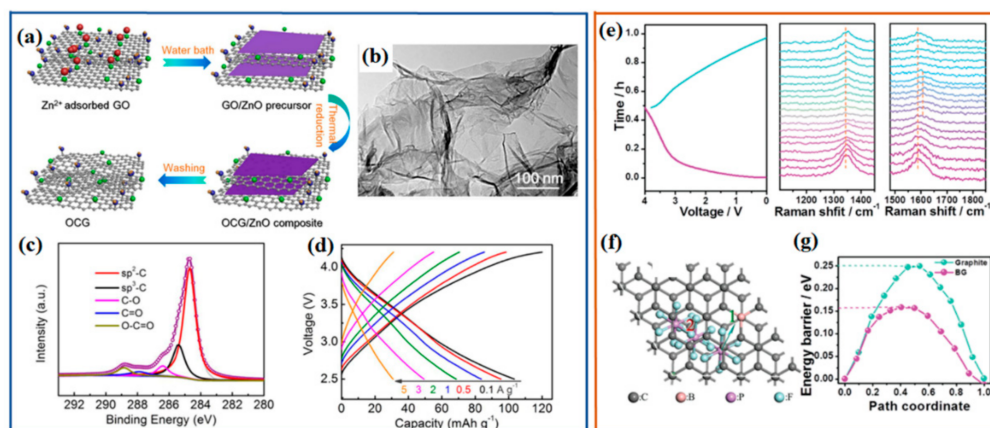 (a)
Water bath
Zn2+ adsorbed GO
GO/ZnO precursor
Thermal reduction
Washing
OCG
OCG/ZnO composite
(b)
100 nm
(c)
sp2-C
sp3-C
C-O
C=O
O-C=O
Intensity (a.u.)
292 290 288 286 284 282 280
Binding Energy (eV)
(d)
4.0
3.5
3.0
2.5
Voltage (V)
5 3 2 1 0.5 0.1 A g-1
0 20 40 60 80 100 120
Capacity (mAh g-1)
(e)
1.0
0.8
0.6
0.4
0.2
0.0
Time / h
4 3 2 1 0
Voltage / V
1200 1300 1400
Raman shfit / cm-1
1500 1600 1700 1800
Raman shift / cm-1
(f)
2
1
:C :B :P :F
(g)
Graphite
BG
0.25
0.20
0.15
0.10
0.05
0.00
Energy barrier / eV
0.0 0.2 0.4 0.6 0.8 1.0
Path coordinate